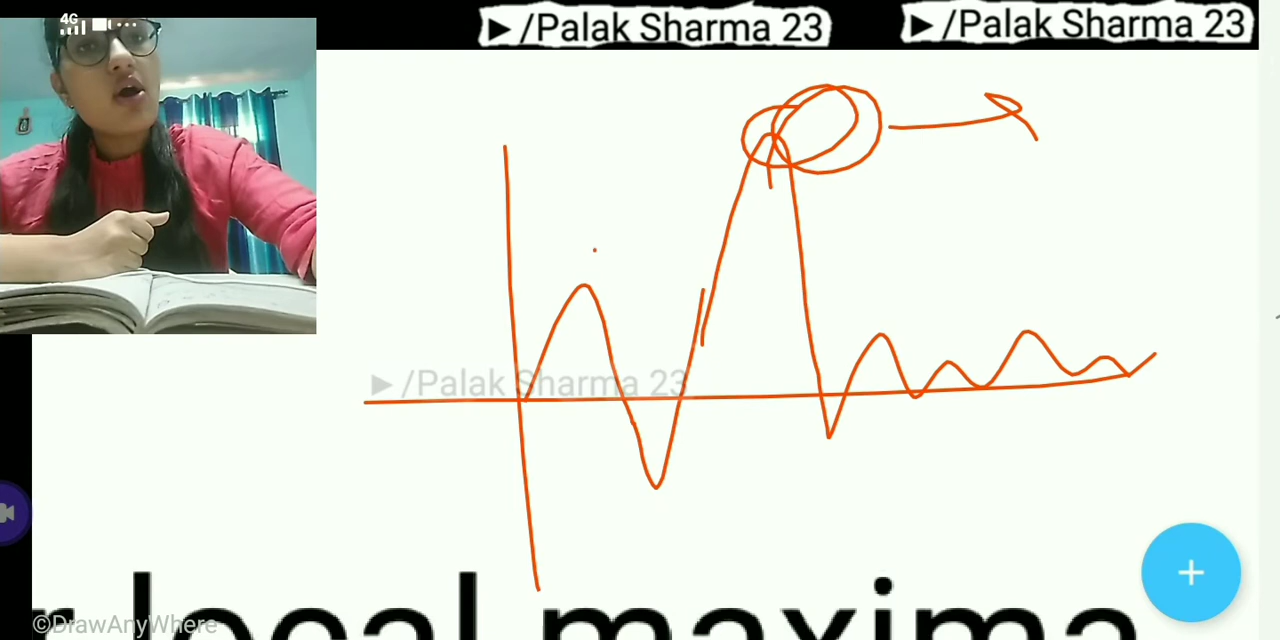 4G
▶ /Palak Sharma 23 ▶ /Palak Sharma 23
▶ /Palak Sharma 23
local maxima
©DrawAnyWhere